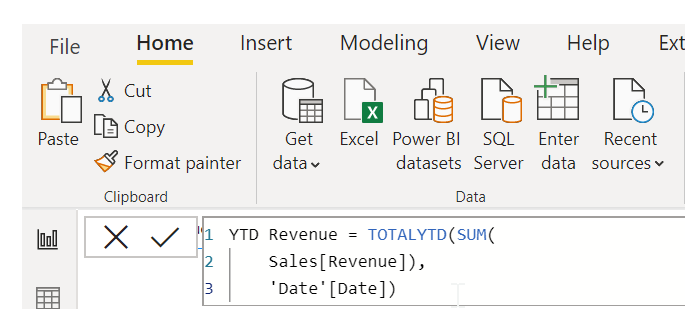 File Home Insert Modeling View Help Ext
Cut
Copy
Format painter
Paste
Get data
Excel
Power BI datasets
SQL Server
Enter data
Recent sources
Clipboard
Data
1 YTD Revenue = TOTALYTD(SUM(
2 Sales[Revenue]),
3 'Date'[Date])